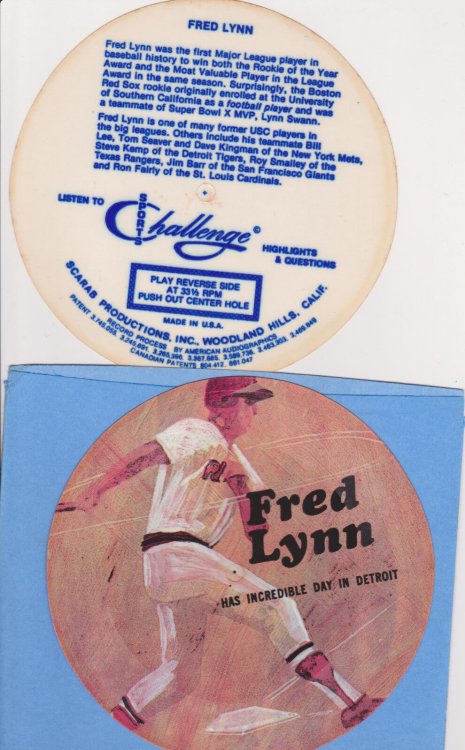 FRED LYNN
Fred Lynn was the first Major League player in
baseball history to win both the Rookie of the Year
Award and the Most Valuable Player in the League
Award in the same season. Surprisingly, the Boston
Red Sox rookie originally enrolled at the University
of Southern California as a football player and was
a teammate of Super Bowl X MVP, Lynn Swann.
Fred Lynn is one of many former USC players in
the big leagues. Others include his teammate Bill
Lee, Tom Seaver and Dave Kingman of the New York Mets,
Steve Kemp of the Detroit Tigers, Roy Smalley of the
Texas Rangers, Jim Barr of the San Francisco Giants
and Ron Fairly of the St. Louis Cardinals.
LISTEN TO
SPORTS
Challenge©
HIGHLIGHTS
& QUESTIONS
PLAY REVERSE SIDE
AT 33⅓ RPM
PUSH OUT CENTER HOLE
MADE IN U.S.A.
SCARAB PRODUCTIONS, INC., WOODLAND HILLS, CALIF.
RECORD PROCESS BY AMERICAN AUDIOGRAPHICS
CANADIAN PATENTS 804.412, 861.047
Fred
Lynn
HAS INCREDIBLE DAY IN DETROIT